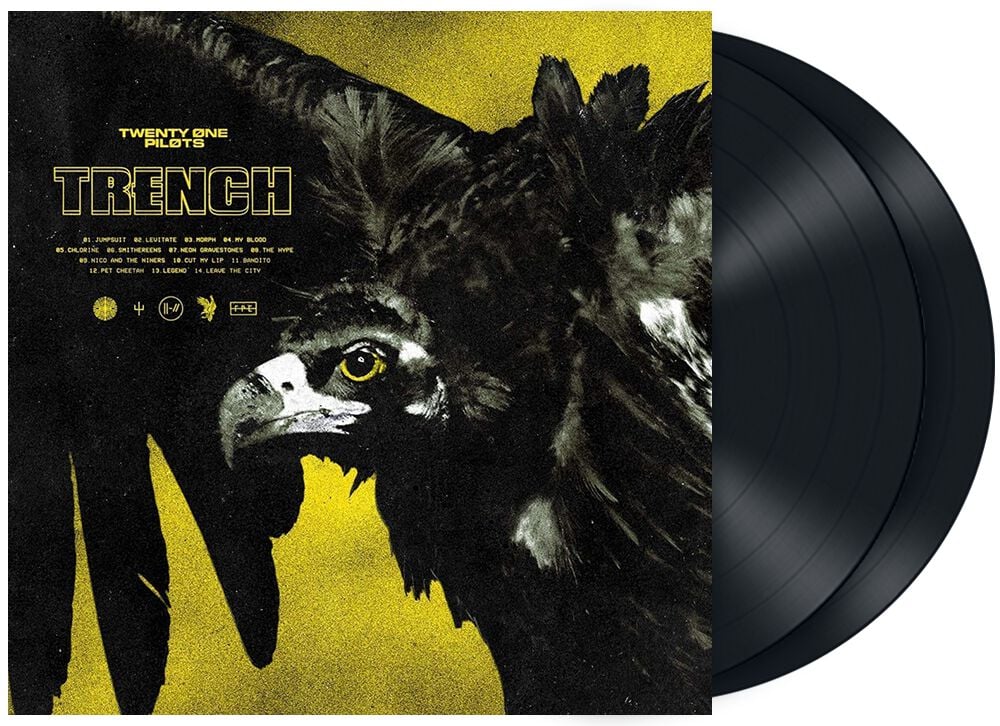 TWENTY ØNE
PILØTS
TRENCH
01.JUMPSUIT 02.LEVITATE 03.MORPH 04.MY BLOOD
05.CHLORINE 06.SMITHEREENS 07.NEON GRAVESTONES 08.THE HYPE
09.NICO AND THE NINERS 10.CUT MY LIP 11.BANDITO
12.PET CHEETAH 13.LEGEND 14.LEAVE THE CITY
FPE